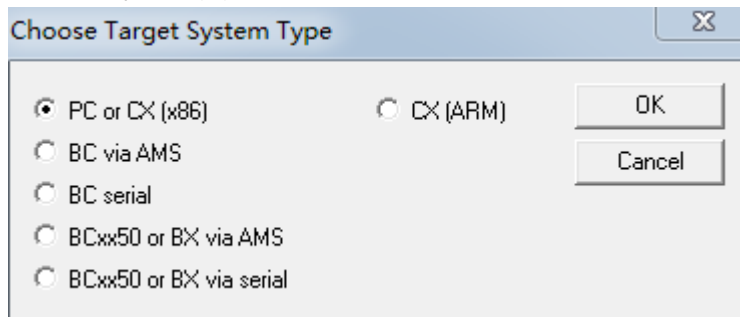 Choose Target System Type
PC or CX (x86)
CX (ARM)
OK
BC via AMS
Cancel
BC serial
BCxx50 or BX via AMS
BCxx50 or BX via serial